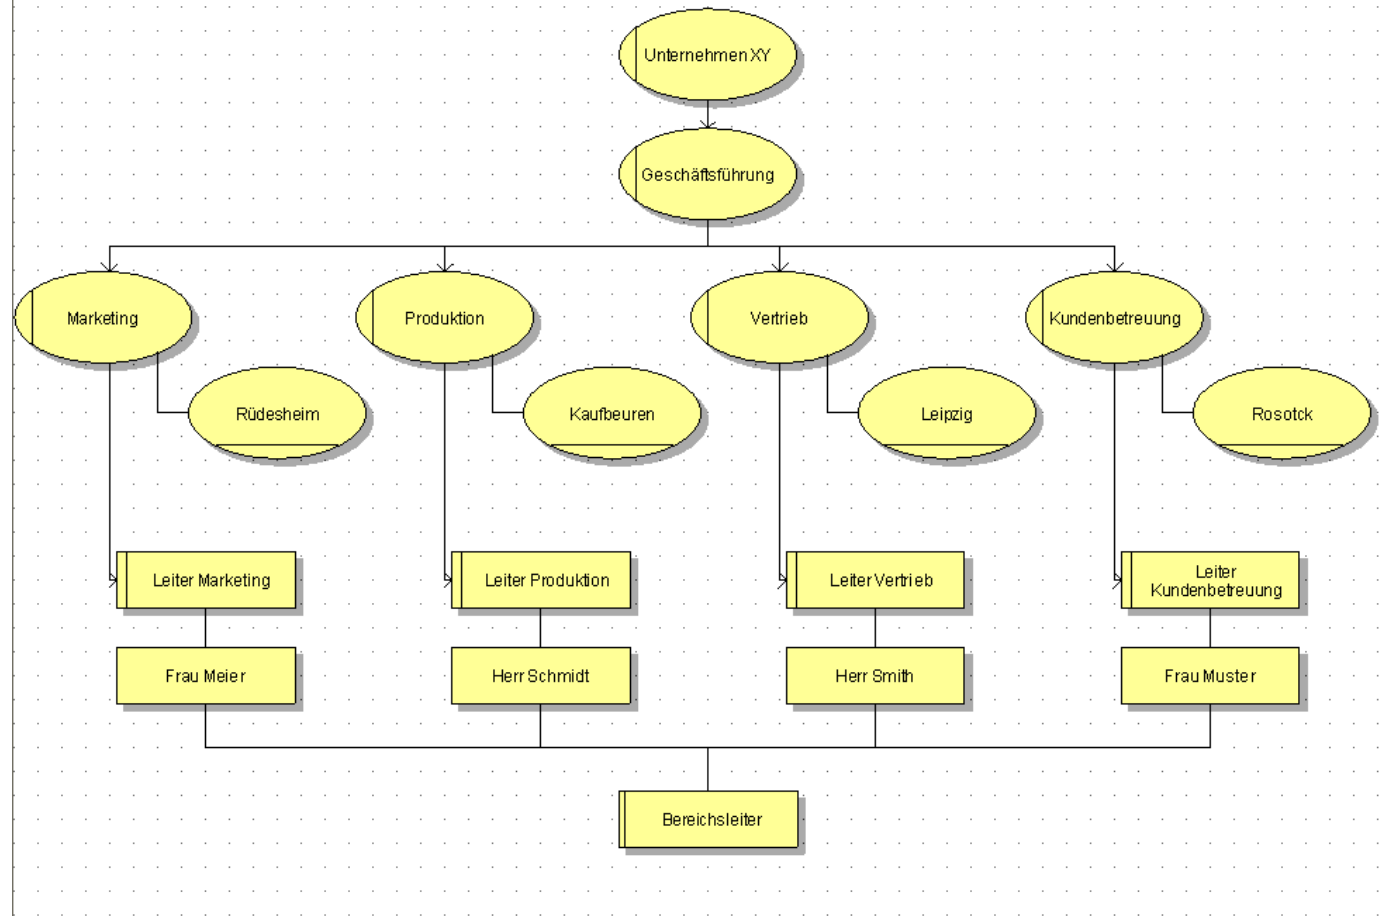 Unternehmen XY
Geschäftsführung
Marketing
Produktion
Vertrieb
Kundenbetreuung
Rüdesheim
Kaufbeuren
Leipzig
Rosotck
Leiter Marketing
Leiter Produktion
Leiter Vertrieb
Leiter
Kundenbetreuung
Frau Meier
Herr Schmidt
Herr Smith
Frau Muster
Bereichsleiter